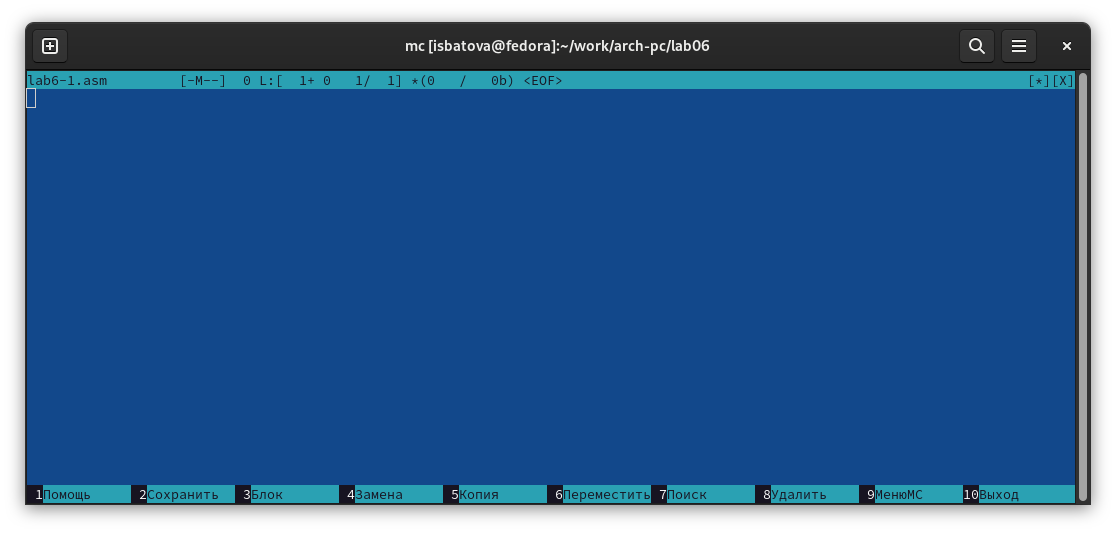 mc [isbatova@fedora]:~/work/arch-pc/lab06
lab6-1.asm [-M--] 0 L:[ 1+ 0 1/ 1] *(0 / 0b) <EOF> [*][X]
1Помощь 2Сохранить 3Блок 4Замена 5Копия 6Переместить 7Поиск 8Удалить 9МенюМС 10Выход